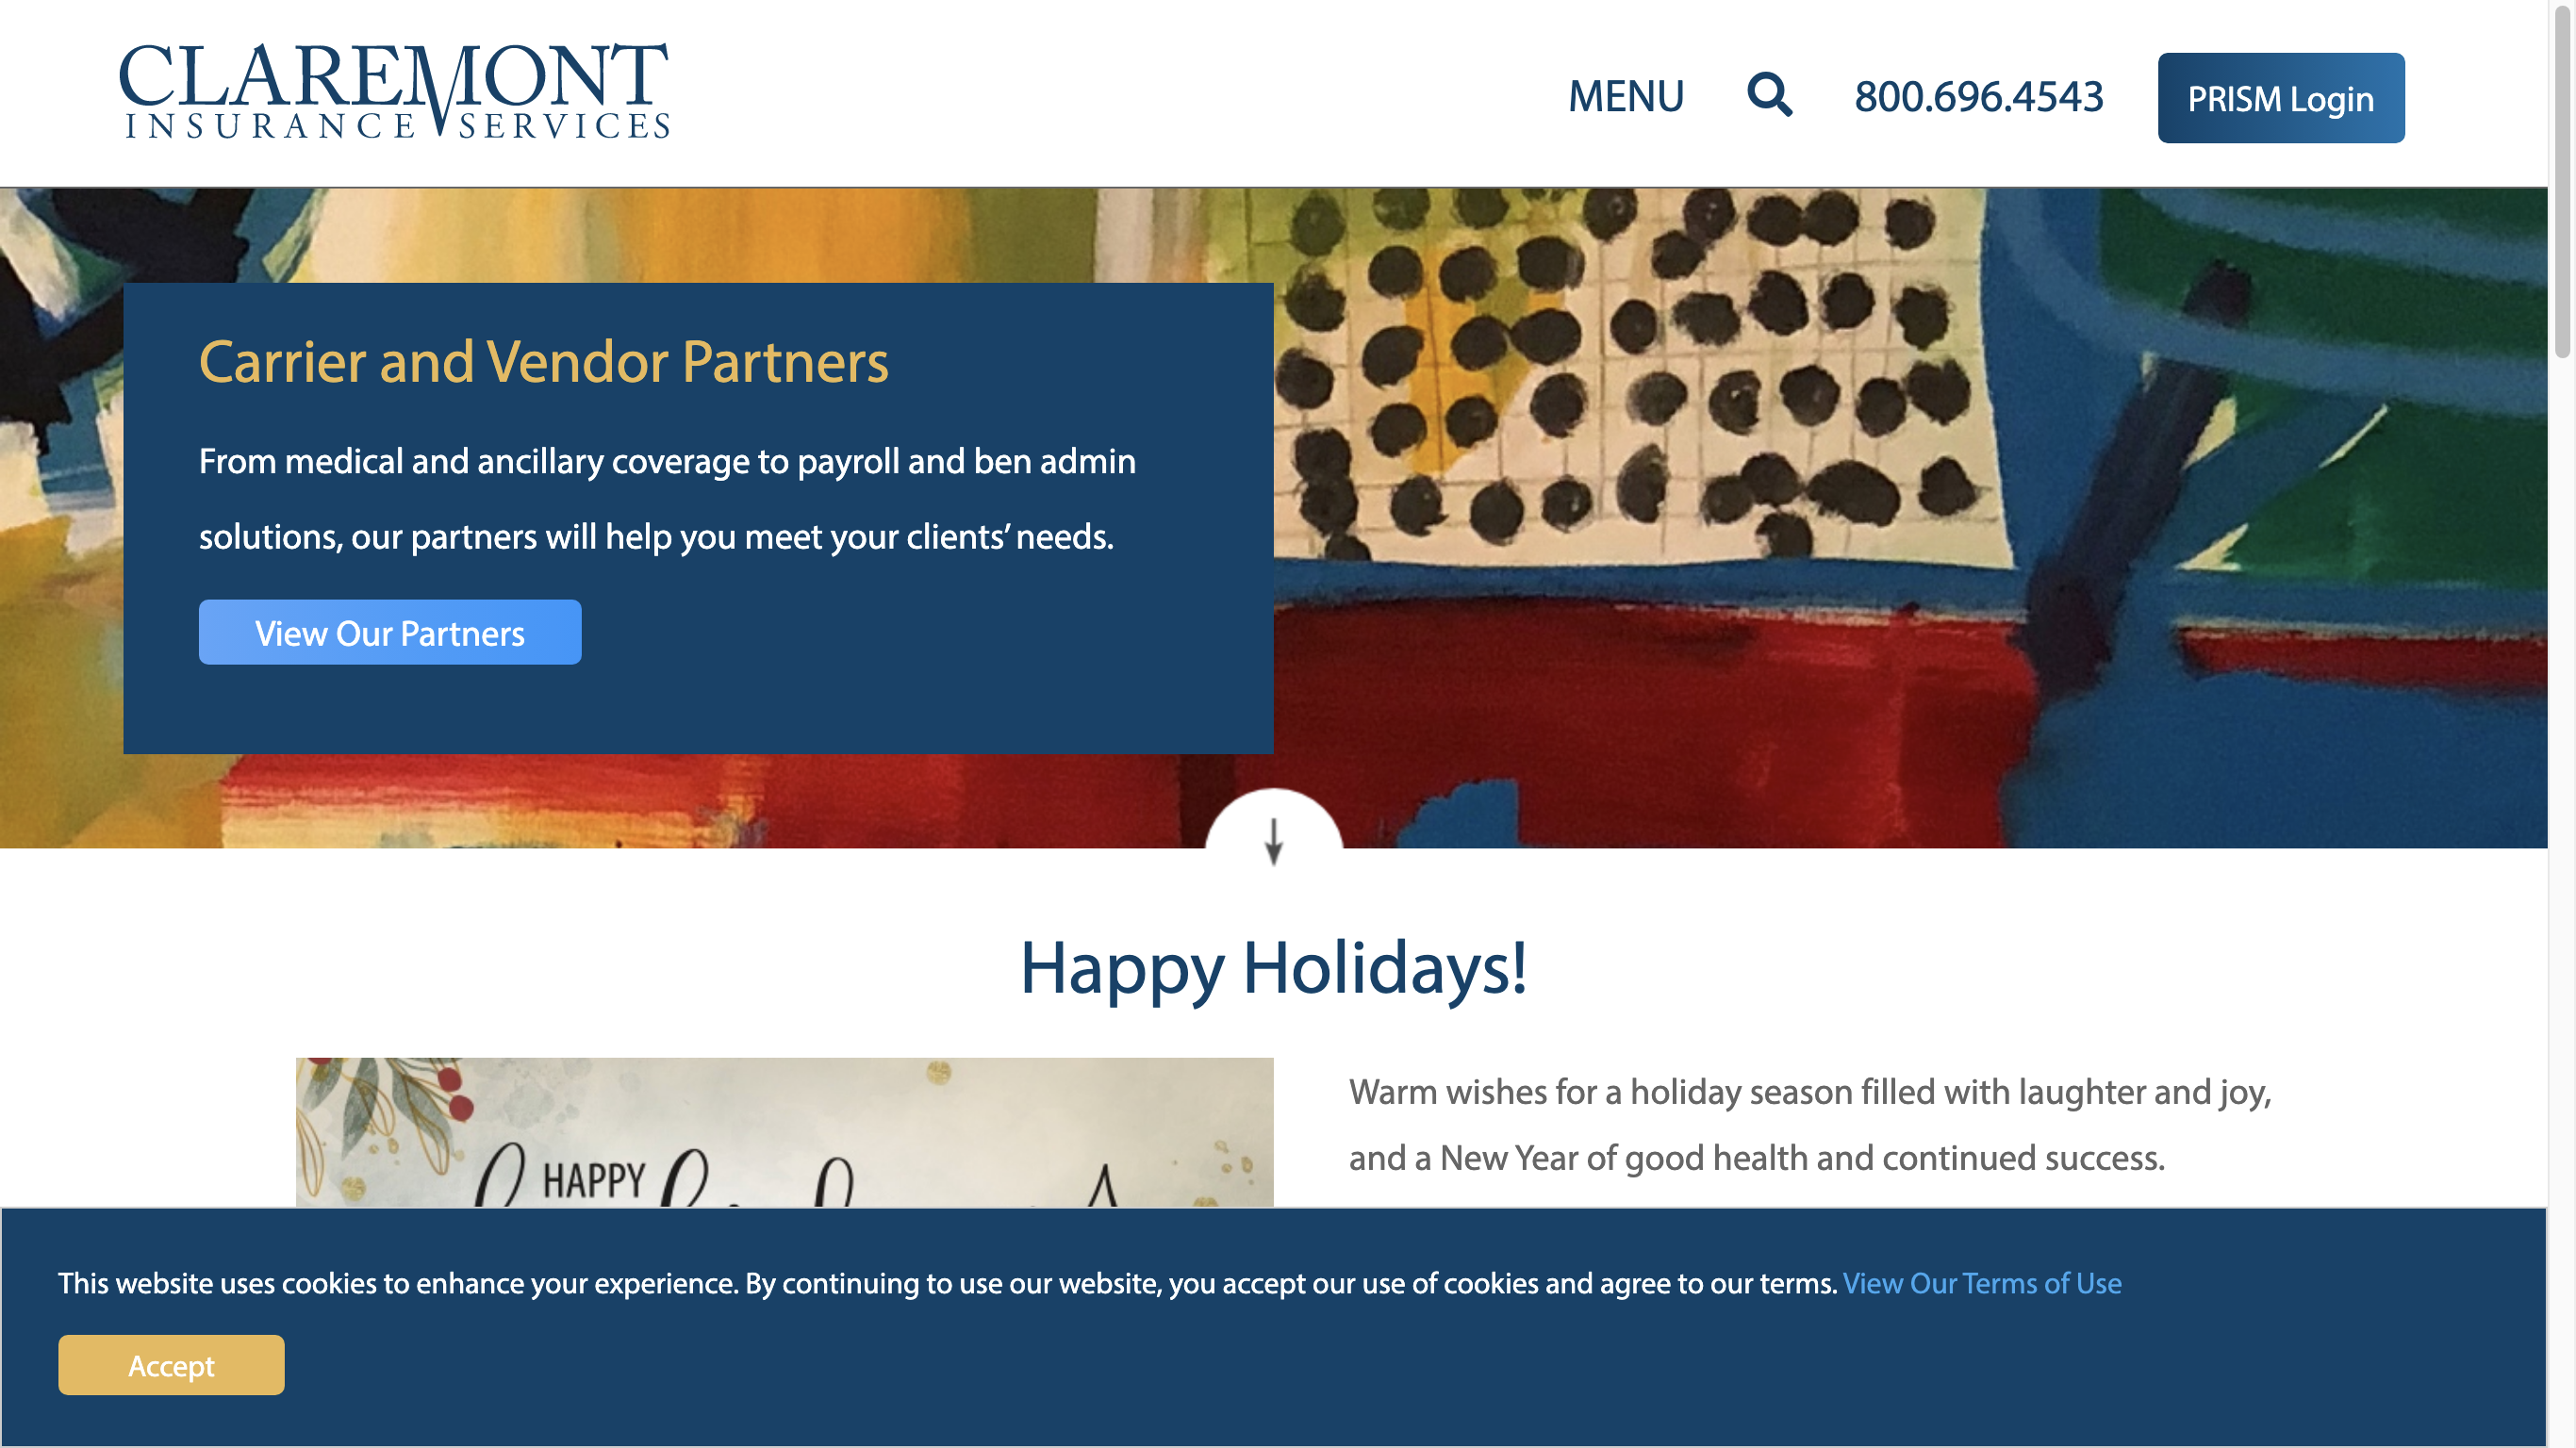 CLAREMONT
INSURANCE SERVICES
MENU
800.696.4543
PRISM Login
Carrier and Vendor Partners
From medical and ancillary coverage to payroll and ben admin
solutions, our partners will help you meet your clients’ needs.
View Our Partners
Happy Holidays!
HAPPY
Warm wishes for a holiday season filled with laughter and joy,
and a New Year of good health and continued success.
This website uses cookies to enhance your experience. By continuing to use our website, you accept our use of cookies and agree to our terms. View Our Terms of Use
Accept